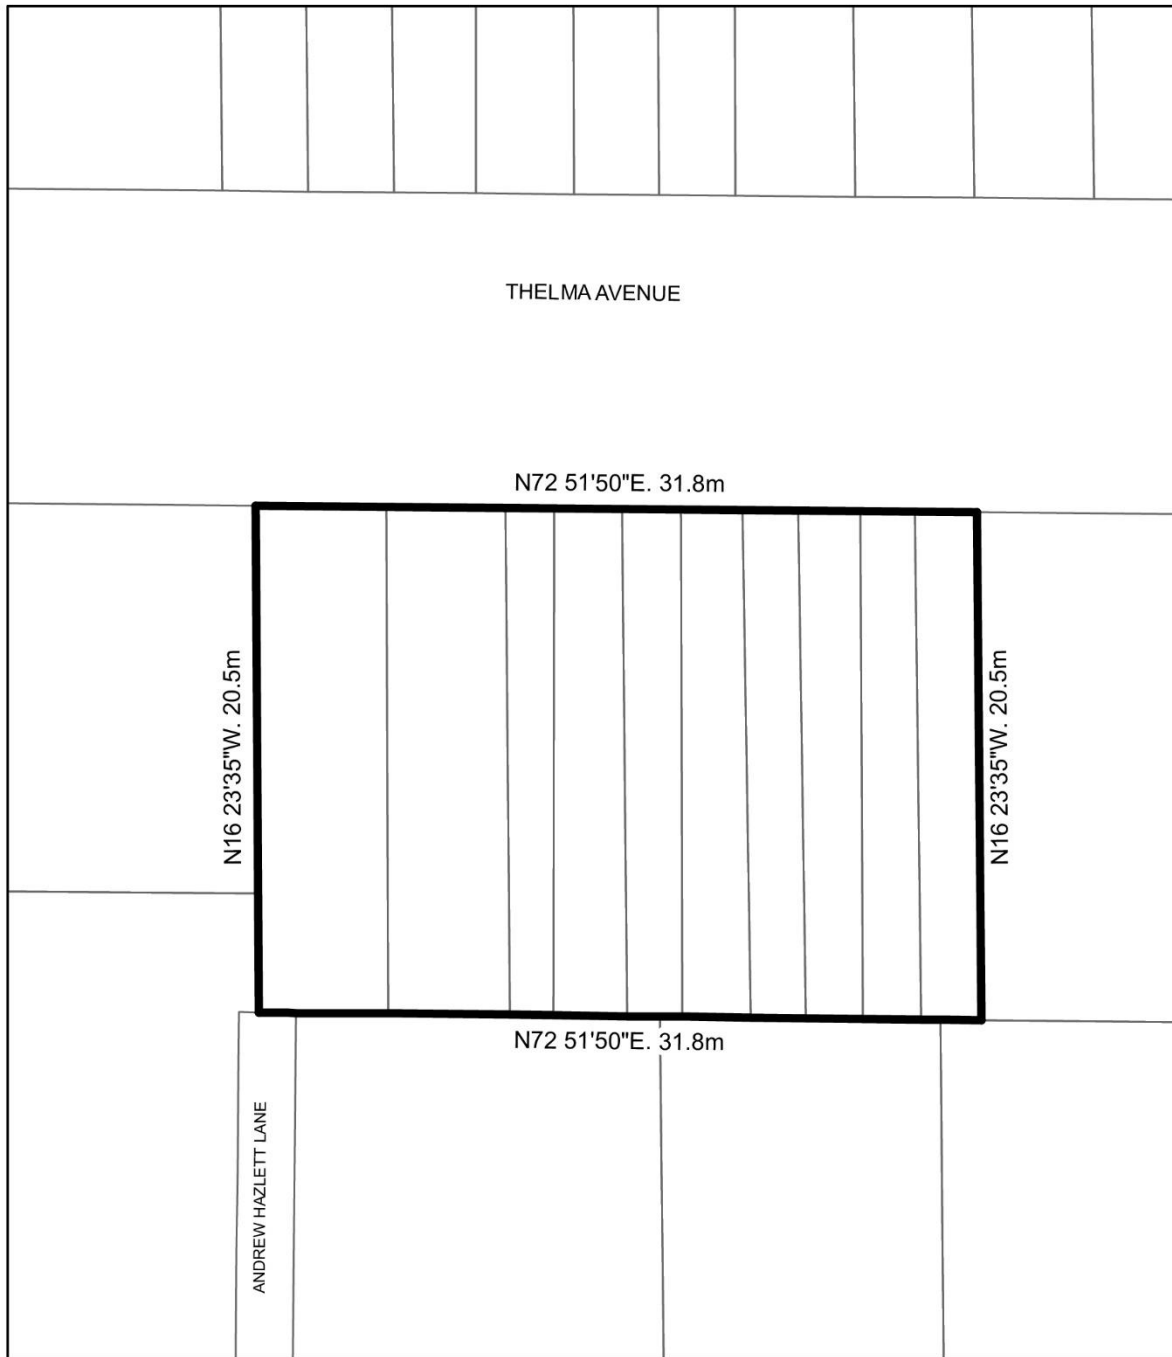 THELMA AVENUE
N72 51'50"E. 31.8m
N16 23'35"W. 20.5m
N16 23'35"W. 20.5m
N72 51'50"E. 31.8m
ANDREW HAZLETT LANE